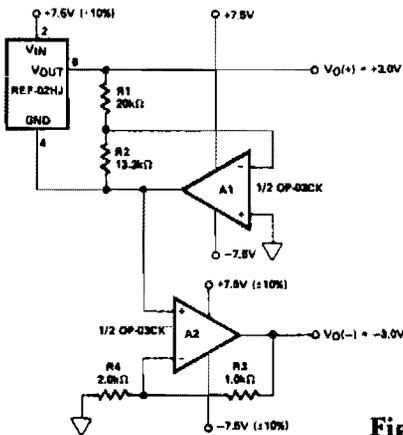 +7.5V (±10%)
+7.5V
2
VIN
VOUT
6
REF-02HJ
GND
4
VO(+) = +3.0V
R1
20kΩ
R2
13.3kΩ
−
A1
+
1/2 OP-03CK
−7.5V
+7.5V (±10%)
1/2 OP-03CK
+
A2
−
VO(−) = −3.0V
R4
2.0kΩ
R3
1.0kΩ
−7.5V (±10%)
Fig